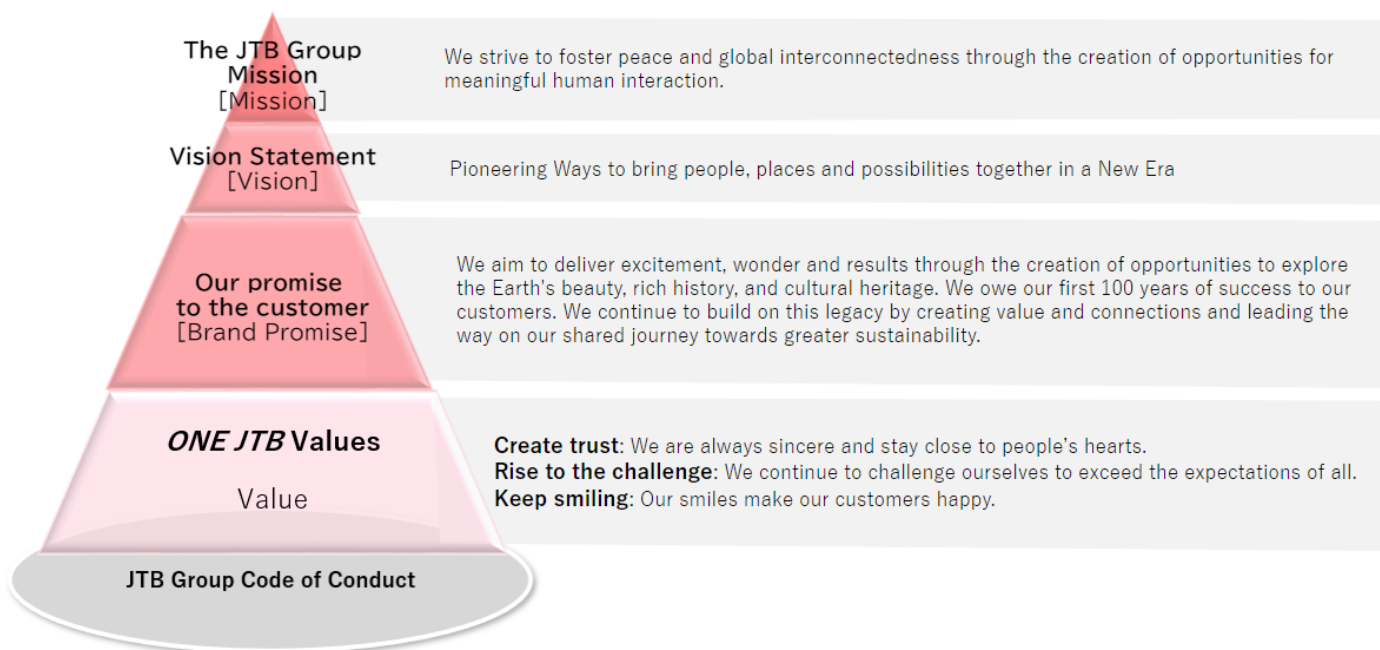 The JTB Group
Mission
[Mission]
We strive to foster peace and global interconnectedness through the creation of opportunities for
meaningful human interaction.
Vision Statement
[Vision]
Pioneering Ways to bring people, places and possibilities together in a New Era
Our promise
to the customer
[Brand Promise]
We aim to deliver excitement, wonder and results through the creation of opportunities to explore
the Earth's beauty, rich history, and cultural heritage. We owe our first 100 years of success to our
customers. We continue to build on this legacy by creating value and connections and leading the
way on our shared journey towards greater sustainability.
ONE JTB Values
Value
Create trust: We are always sincere and stay close to people's hearts.
Rise to the challenge: We continue to challenge ourselves to exceed the expectations of all.
Keep smiling: Our smiles make our customers happy.
JTB Group Code of Conduct